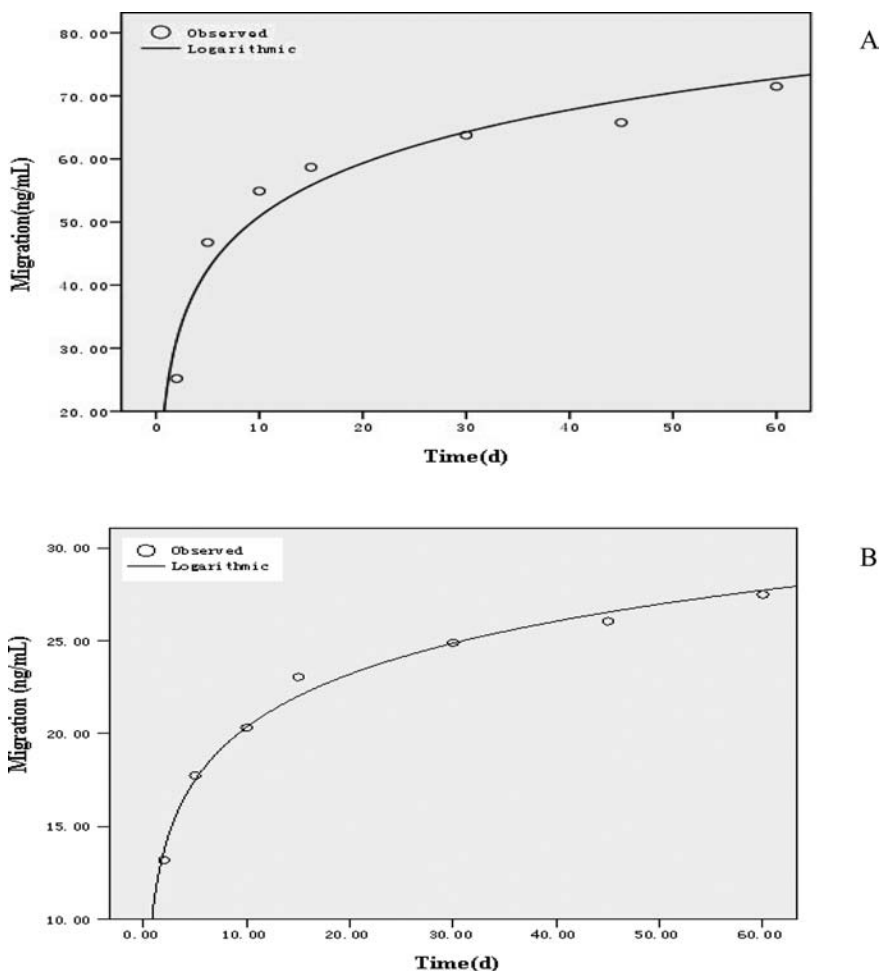 A
Observed
Logarithmic
80.00
70.00
60.00
50.00
40.00
30.00
20.00
Migration(ng/mL)
0 10 20 30 40 50 60
Time(d)
B
Observed
Logarithmic
30.00
25.00
20.00
15.00
10.00
Migration (ng/mL)
0.00 10.00 20.00 30.00 40.00 50.00 60.00
Time(d)